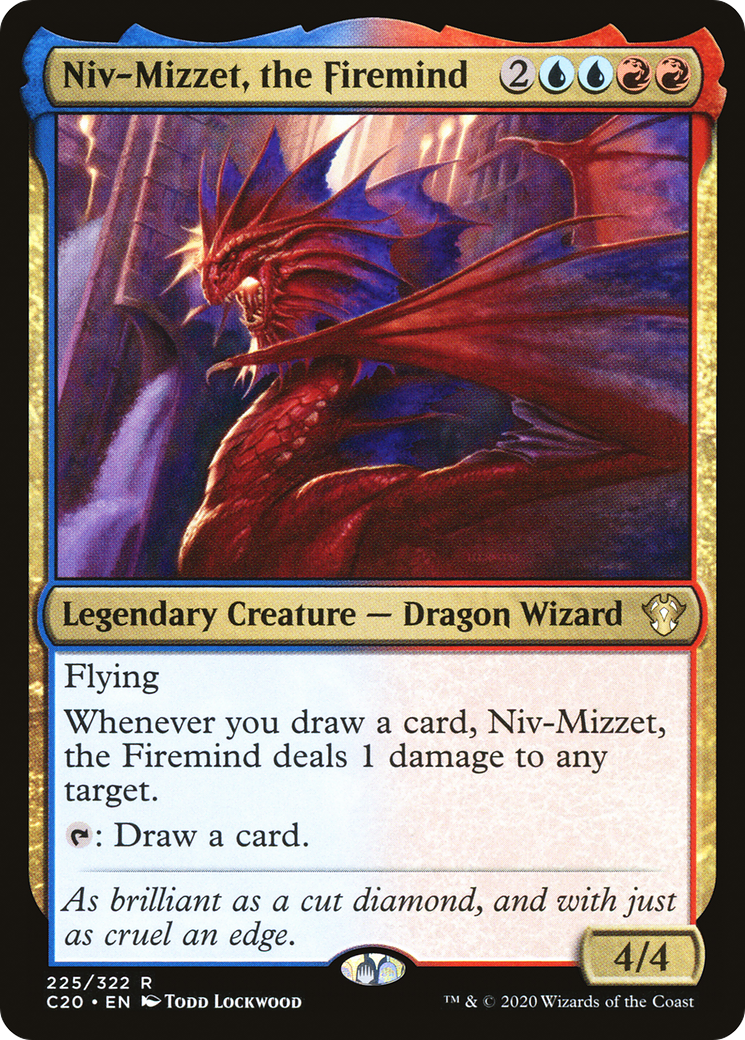 Niv-Mizzet, the Firemind 2
Legendary Creature — Dragon Wizard
Flying
Whenever you draw a card, Niv-Mizzet,
the Firemind deals 1 damage to any
target.
: Draw a card.
As brilliant as a cut diamond, and with just
as cruel an edge.
4/4
225/322 R
C20 • EN Todd Lockwood
™ & © 2020 Wizards of the Coast